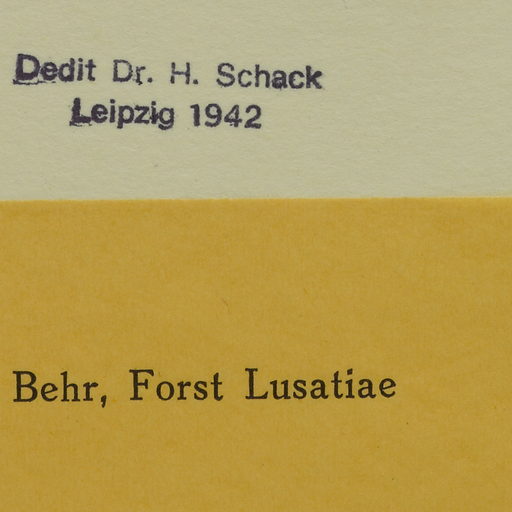 Dedit Dr. H. Schack
Leipzig 1942
Behr, Forst Lusatiae